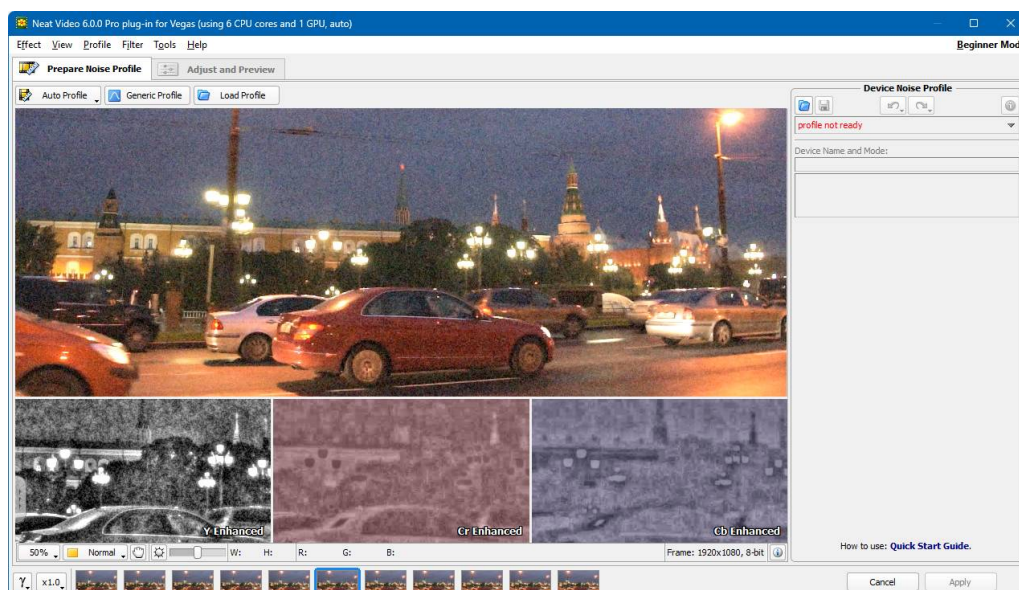 Neat Video 6.0.0 Pro plug-in for Vegas (using 6 CPU cores and 1 GPU, auto)
Effect View Profile Filter Tools Help Beginner Mod
Prepare Noise Profile Adjust and Preview
Auto Profile Generic Profile Load Profile
Device Noise Profile
profile not ready
Device Name and Mode:
Y Enhanced Cr Enhanced Cb Enhanced
50% Normal W: H: R: G: B: Frame: 1920x1080, 8-bit
How to use: Quick Start Guide.
γ x1.0 Cancel Apply